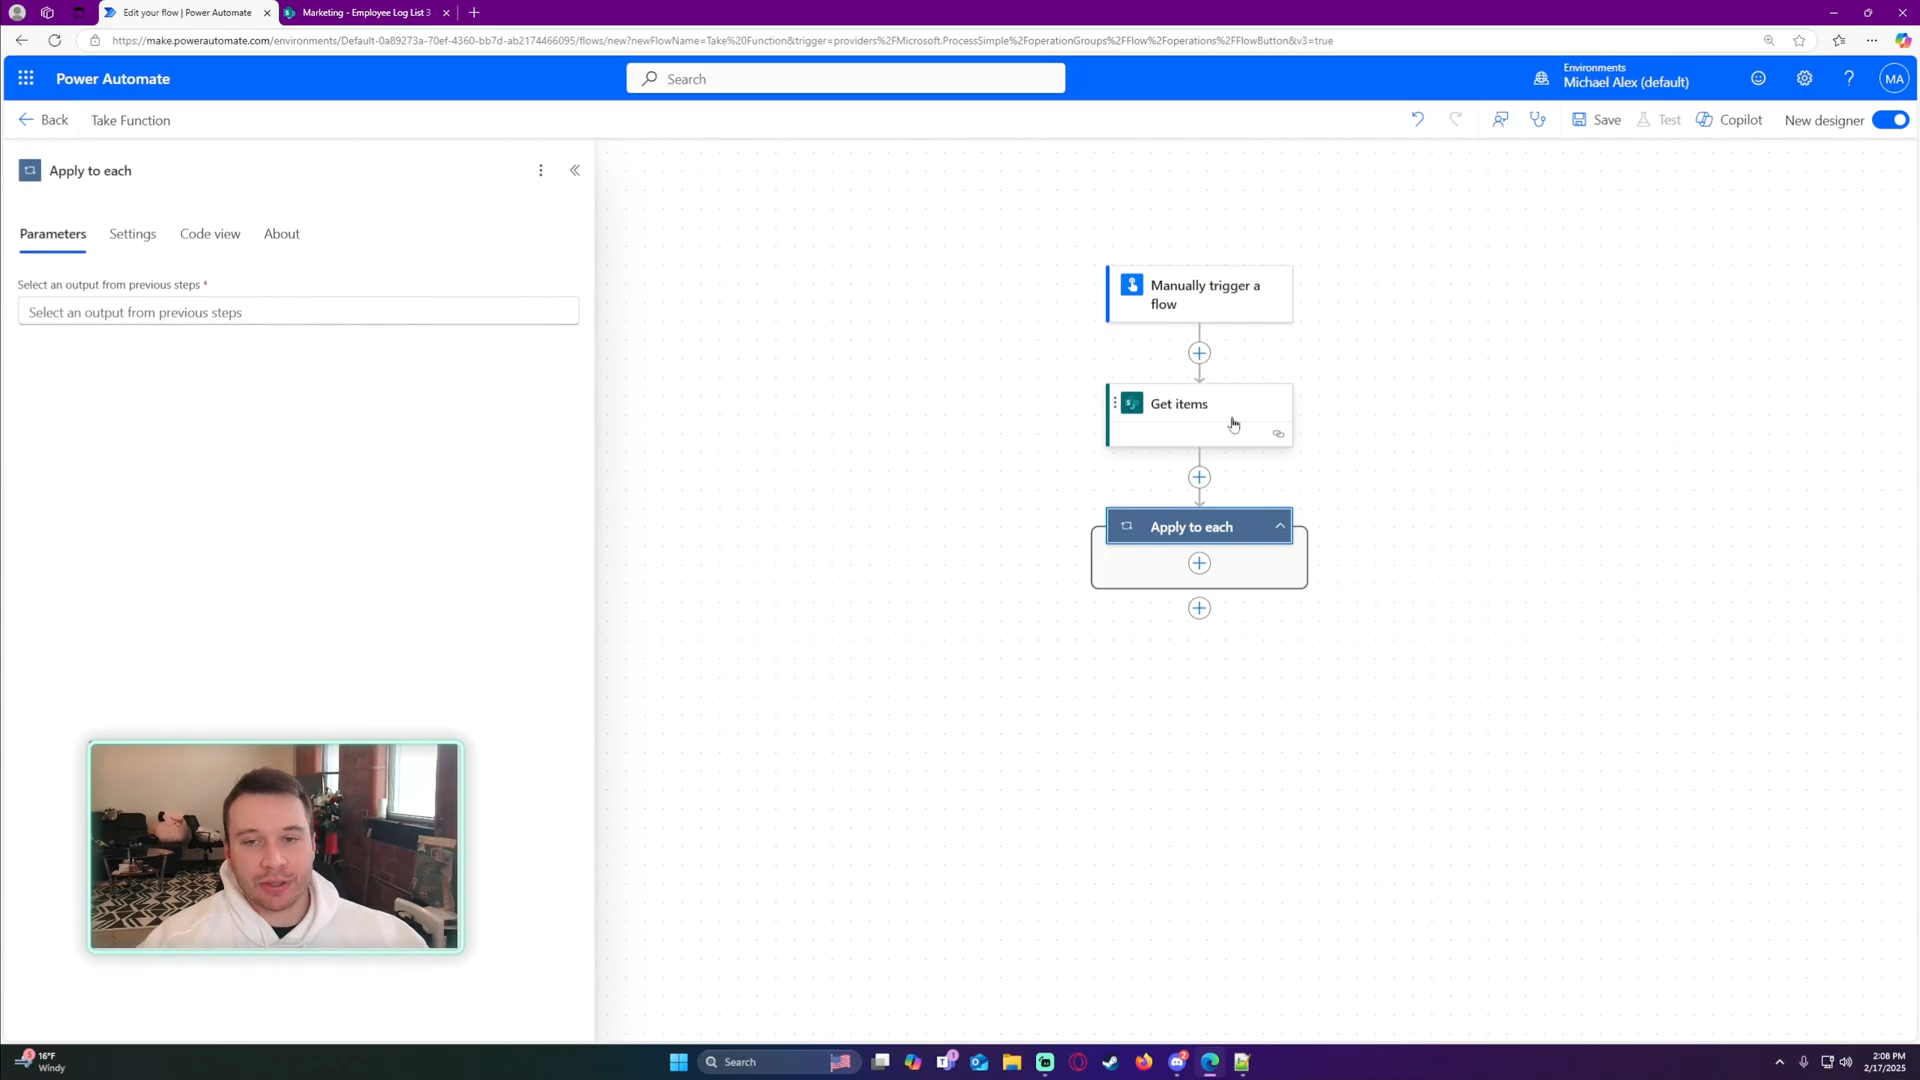 Edit your flow | Power Automate
Marketing - Employee Log List 3
https://make.powerautomate.com/environments/Default-0a89273a-70ef-4360-bb7d-ab2174466095/flows/new?newFlowName=Take%20Function&trigger=providers%2FMicrosoft.ProcessSimple%2FoperationGroups%2FFlow%2Foperations%2FFlowButton&v3=true
Power Automate
Search
Environments
Michael Alex (default)
MA
Back
Take Function
Save
Test
Copilot
New designer
Apply to each
Parameters
Settings
Code view
About
Select an output from previous steps *
Select an output from previous steps
Manually trigger a
flow
Get items
Apply to each
16°F
Windy
Search
2:08 PM
2/17/2025